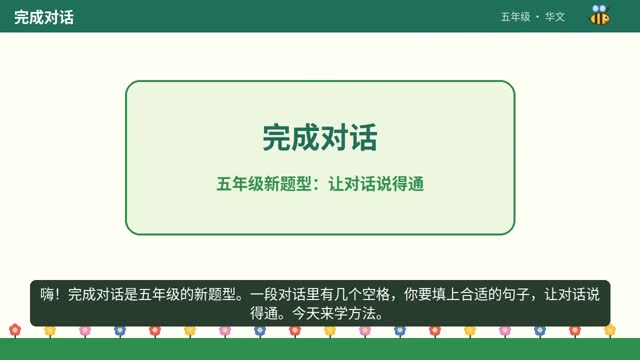 完成对话
五年级 · 华文
完成对话
五年级新题型：让对话说得通
嗨！完成对话是五年级的新题型。一段对话里有几个空格，你要填上合适的句子，让对话说
得通。今天来学方法。